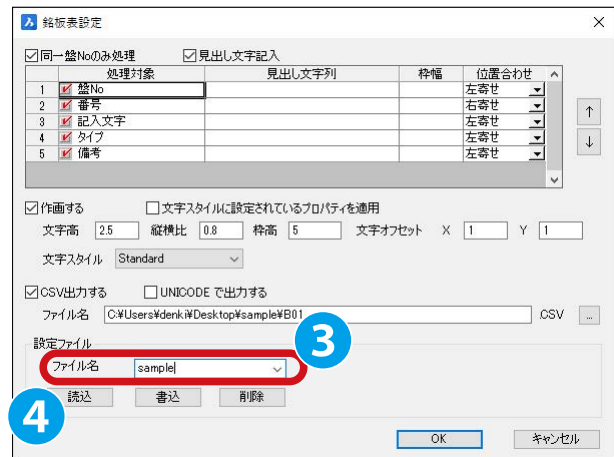 銘板表設定
同一盤Noのみ処理 見出し文字記入
処理対象 見出し文字列 枠幅 位置合わせ
1 盤No 左寄せ
2 番号 右寄せ
3 記入文字 左寄せ
4 タイプ 左寄せ
5 備考 左寄せ
↑
↓
作画する 文字スタイルに設定されているプロパティを適用
文字高 2.5 縦横比 0.8 枠高 5 文字オフセット X 1 Y 1
文字スタイル Standard
CSV出力する UNICODE で出力する
ファイル名 C:¥Users¥denki¥Desktop¥sample¥B01 .CSV ...
設定ファイル
3
ファイル名 sample
4
読込 書込 削除
OK キャンセル